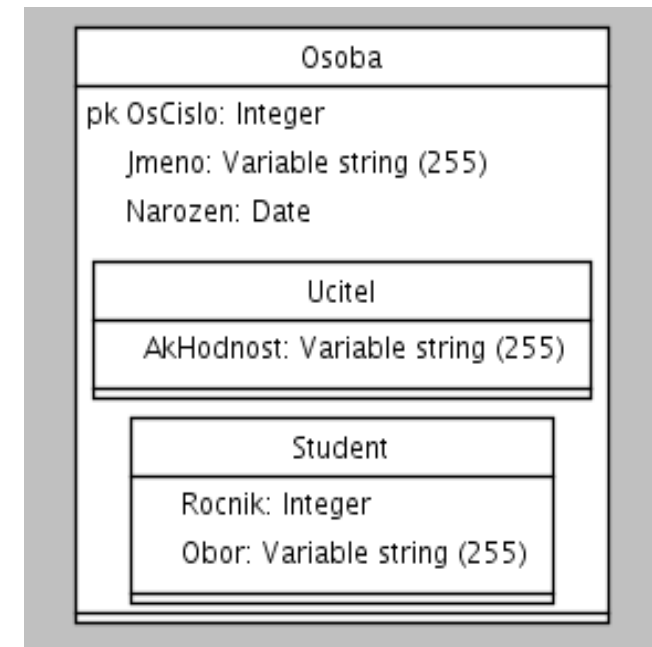 Osoba
pk OsCislo: Integer
Jmeno: Variable string (255)
Narozen: Date
Ucitel
AkHodnost: Variable string (255)
Student
Rocnik: Integer
Obor: Variable string (255)